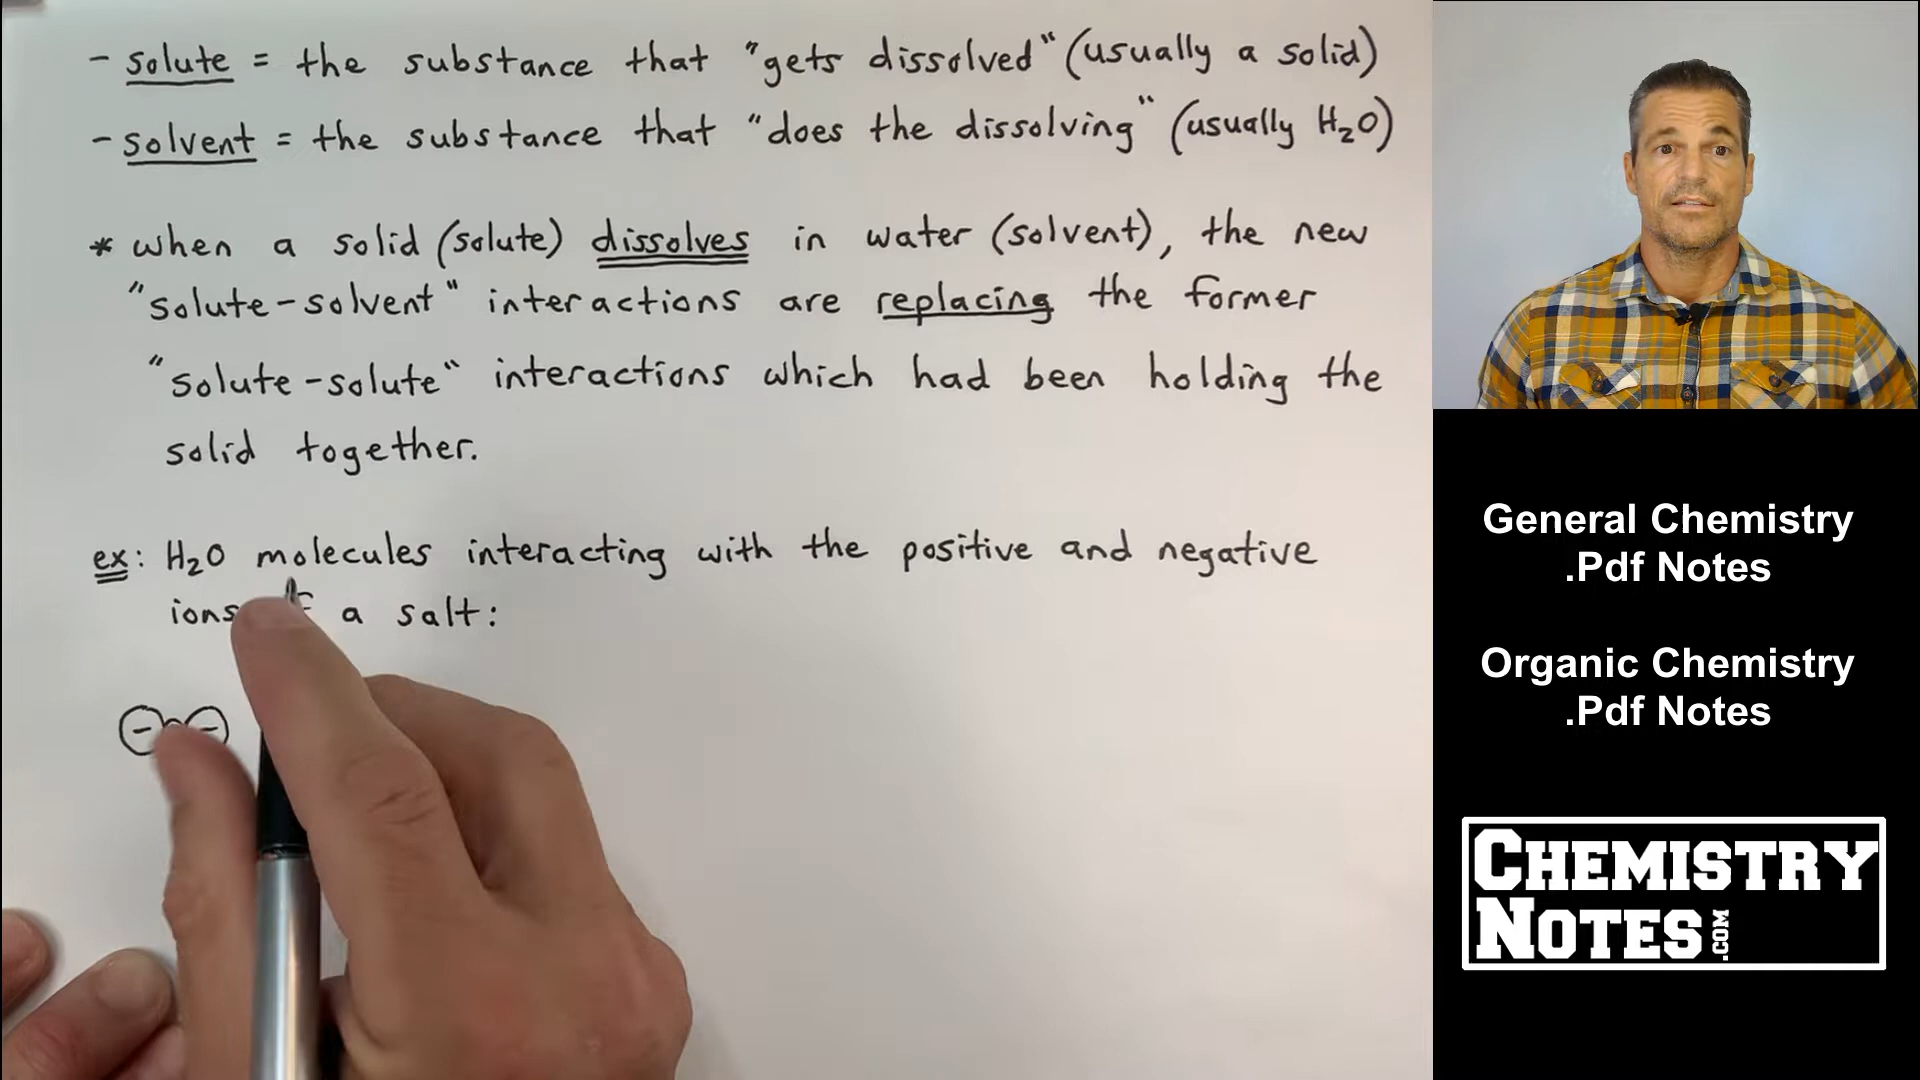 - solute = the substance that "gets dissolved" (usually a solid)
- solvent = the substance that "does the dissolving" (usually H₂O)
* when a solid (solute) dissolves in water (solvent), the new
"solute-solvent" interactions are replacing the former
"solute-solute" interactions which had been holding the
solid together.
ex: H₂O molecules interacting with the positive and negative
ions a salt:
- -
General Chemistry
.Pdf Notes
Organic Chemistry
.Pdf Notes
CHEMISTRY
NOTES.COM